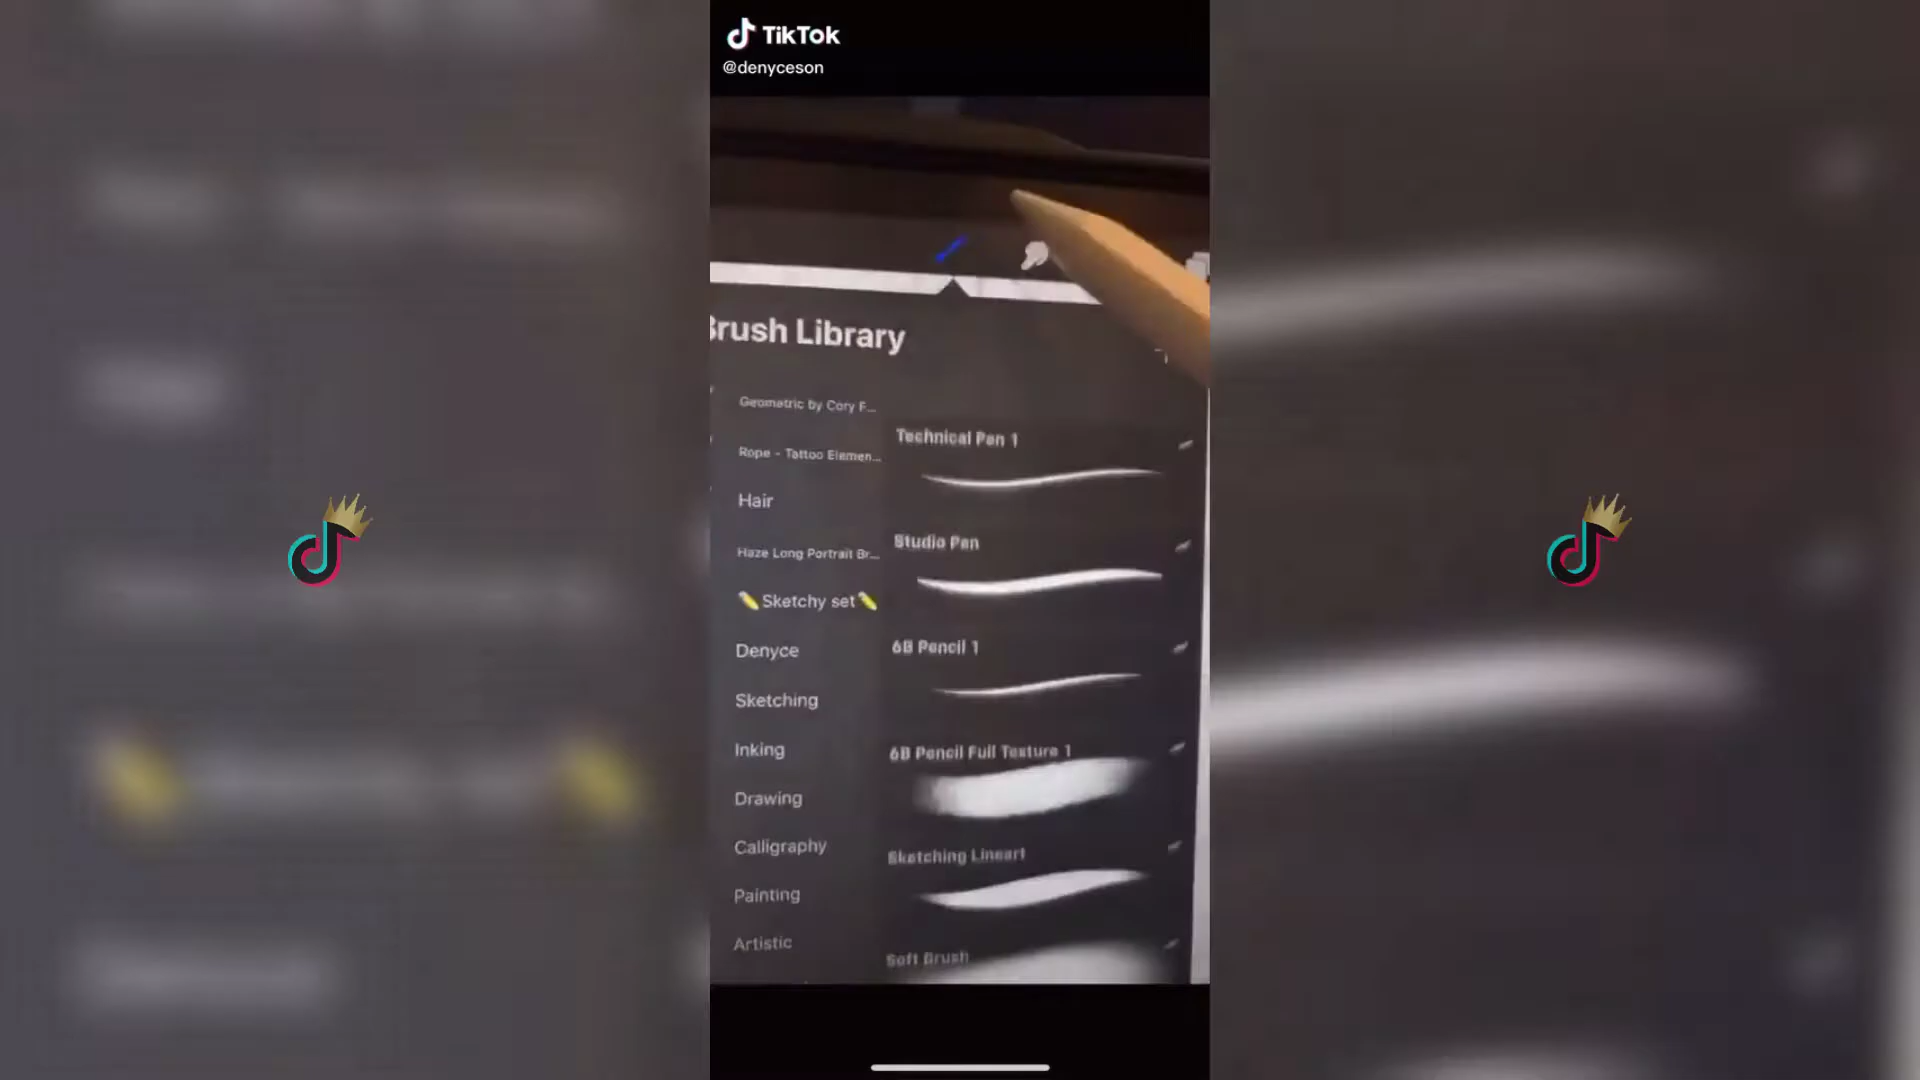 TikTok
@denyceson
Brush Library
Geometric by Cory F...
Rope - Tattoo Elemen...
Hair
Haze Long Portrait Br...
Sketchy set
Denyce
Sketching
Inking
Drawing
Calligraphy
Painting
Artistic
Technical Pen 1
Studio Pen
6B Pencil 1
6B Pencil Full Texture 1
Sketching Lineart
Soft Brush